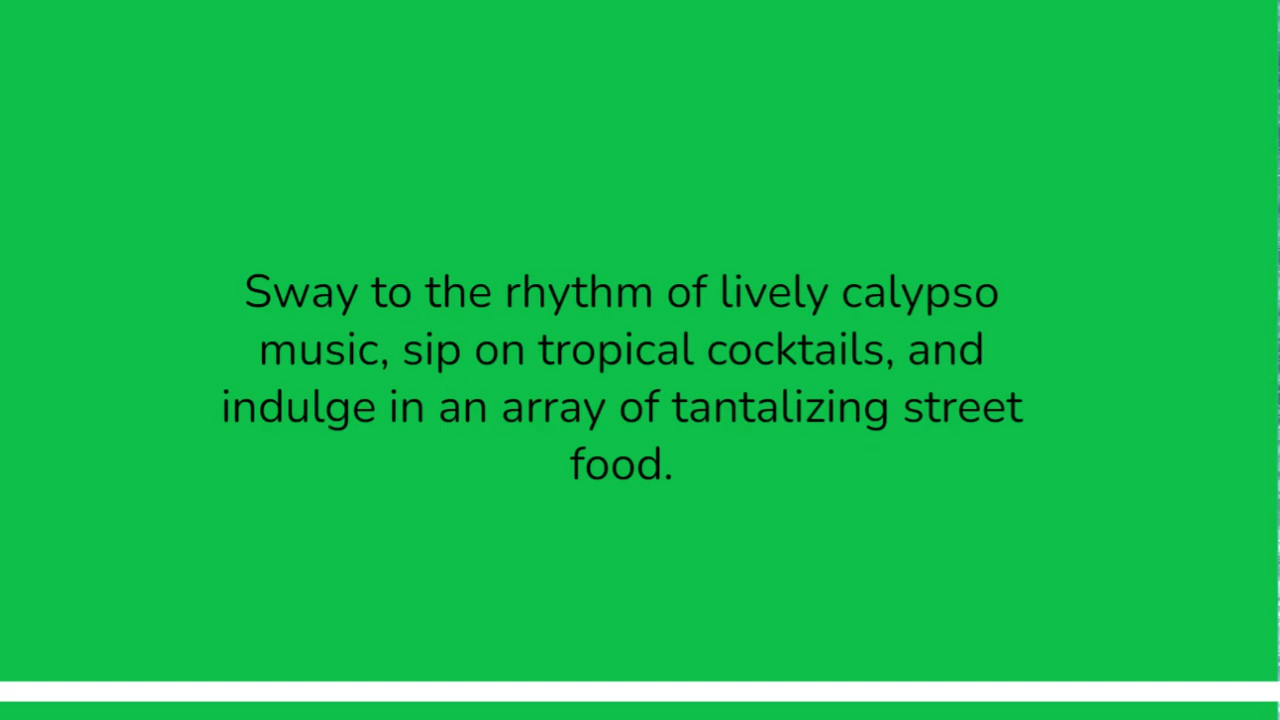 Sway to the rhythm of lively calypso
music, sip on tropical cocktails, and
indulge in an array of tantalizing street
food.